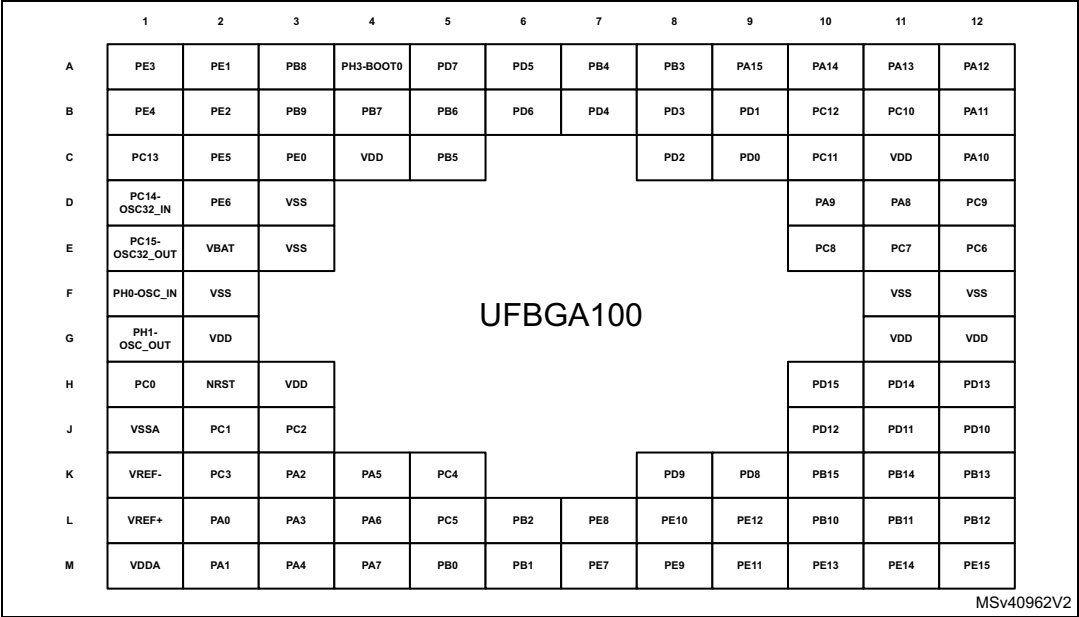 1 2 3 4 5 6 7 8 9 10 11 12
A PE3 PE1 PB8 PH3-BOOT0 PD7 PD5 PB4 PB3 PA15 PA14 PA13 PA12
B PE4 PE2 PB9 PB7 PB6 PD6 PD4 PD3 PD1 PC12 PC10 PA11
C PC13 PE5 PE0 VDD PB5 PD2 PD0 PC11 VDD PA10
D PC14-
OSC32_IN PE6 VSS PA9 PA8 PC9
E PC15-
OSC32_OUT VBAT VSS PC8 PC7 PC6
F PH0-OSC_IN VSS VSS VSS
UFBGA100
G PH1-
OSC_OUT VDD VDD VDD
H PC0 NRST VDD PD15 PD14 PD13
J VSSA PC1 PC2 PD12 PD11 PD10
K VREF- PC3 PA2 PA5 PC4 PD9 PD8 PB15 PB14 PB13
L VREF+ PA0 PA3 PA6 PC5 PB2 PE8 PE10 PE12 PB10 PB11 PB12
M VDDA PA1 PA4 PA7 PB0 PB1 PE7 PE9 PE11 PE13 PE14 PE15
MSv40962V2